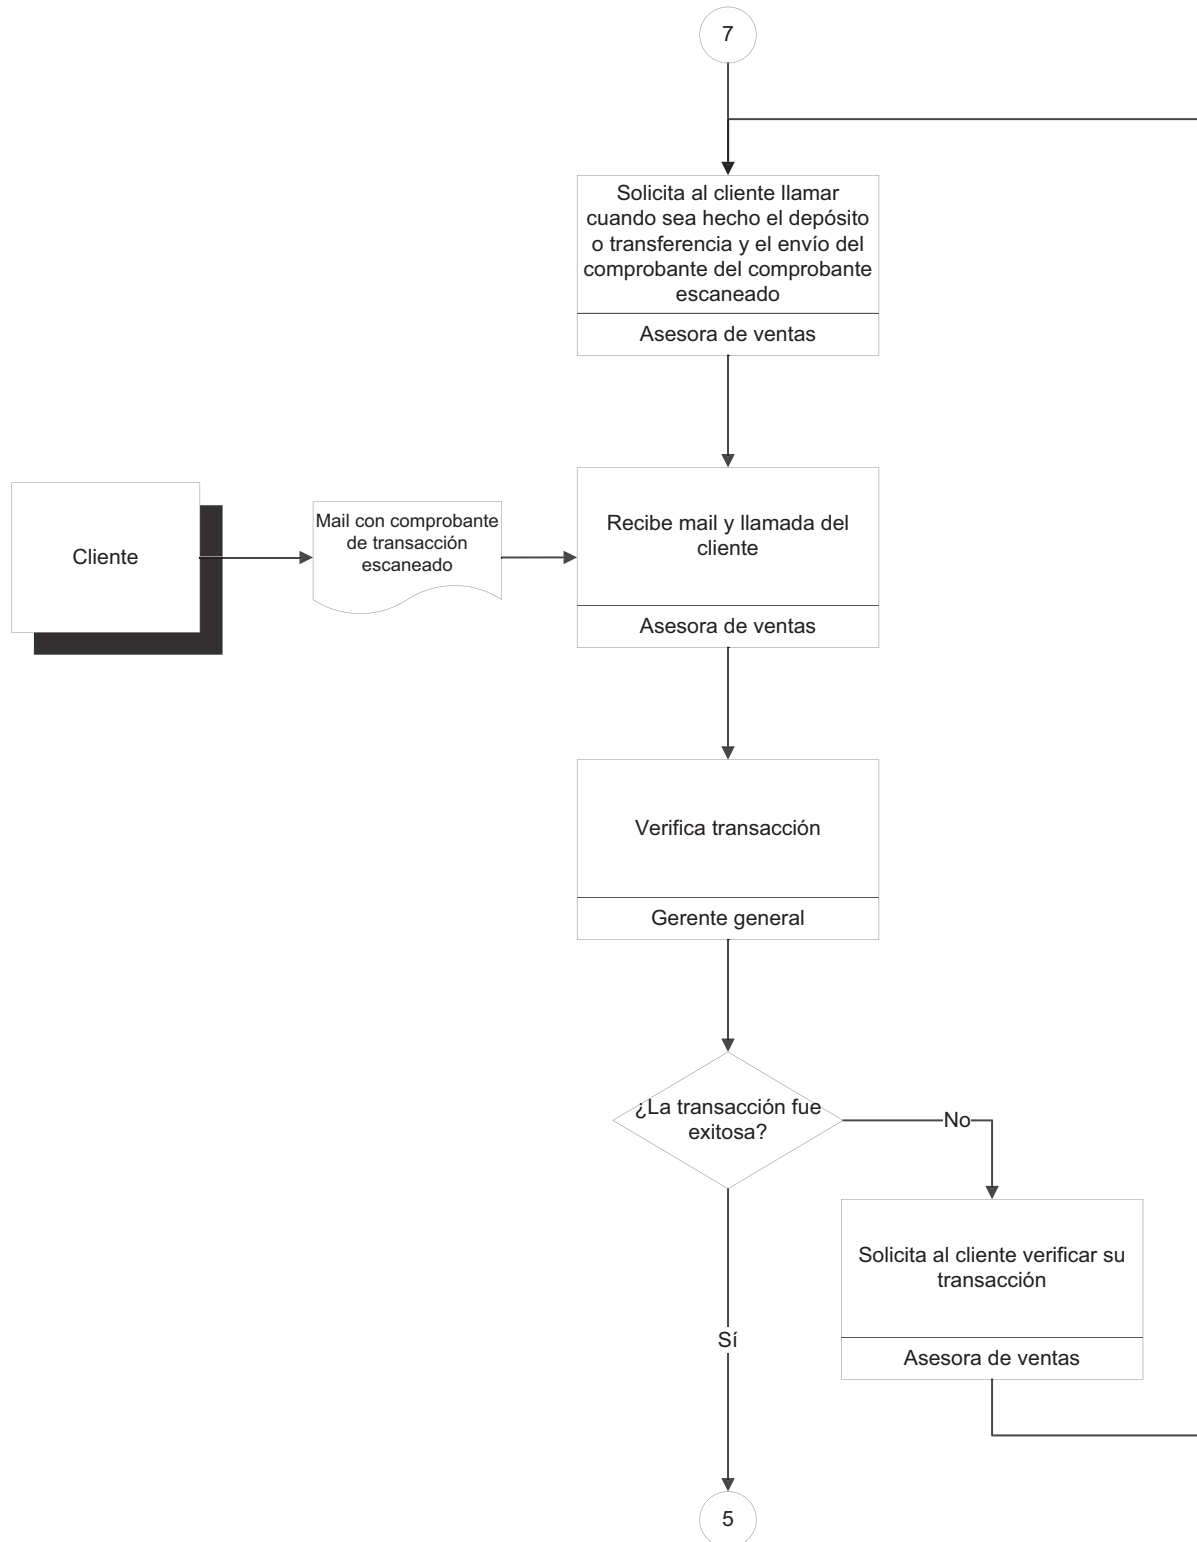 7
Solicita al cliente llamar
cuando sea hecho el depósito
o transferencia y el envío del
comprobante del comprobante
escaneado
Asesora de ventas
Cliente
Mail con comprobante
de transacción
escaneado
Recibe mail y llamada del
cliente
Asesora de ventas
Verifica transacción
Gerente general
¿La transacción fue
exitosa?
No
Solicita al cliente verificar su
transacción
Asesora de ventas
Sí
5